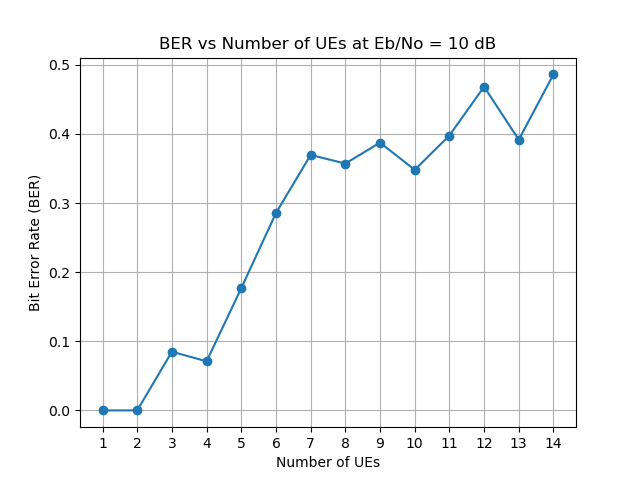 BER vs Number of UEs at Eb/No = 10 dB
0.5
0.4
0.3
0.2
0.1
0.0
Bit Error Rate (BER)
1 2 3 4 5 6 7 8 9 10 11 12 13 14
Number of UEs